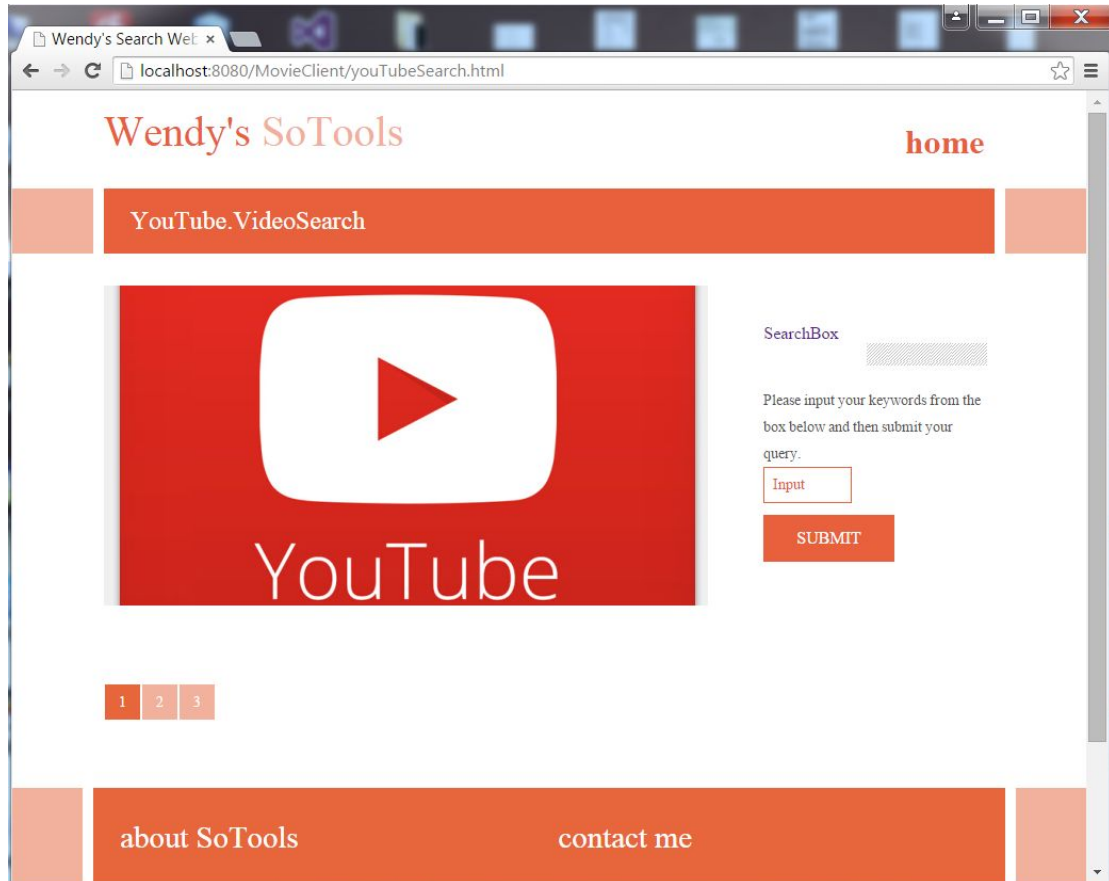 Wendy's Search Web
localhost:8080/MovieClient/youTubeSearch.html
Wendy's SoTools
home
YouTube.VideoSearch
YouTube
SearchBox
Please input your keywords from the
box below and then submit your
query.
Input
SUBMIT
1 2 3
about SoTools
contact me